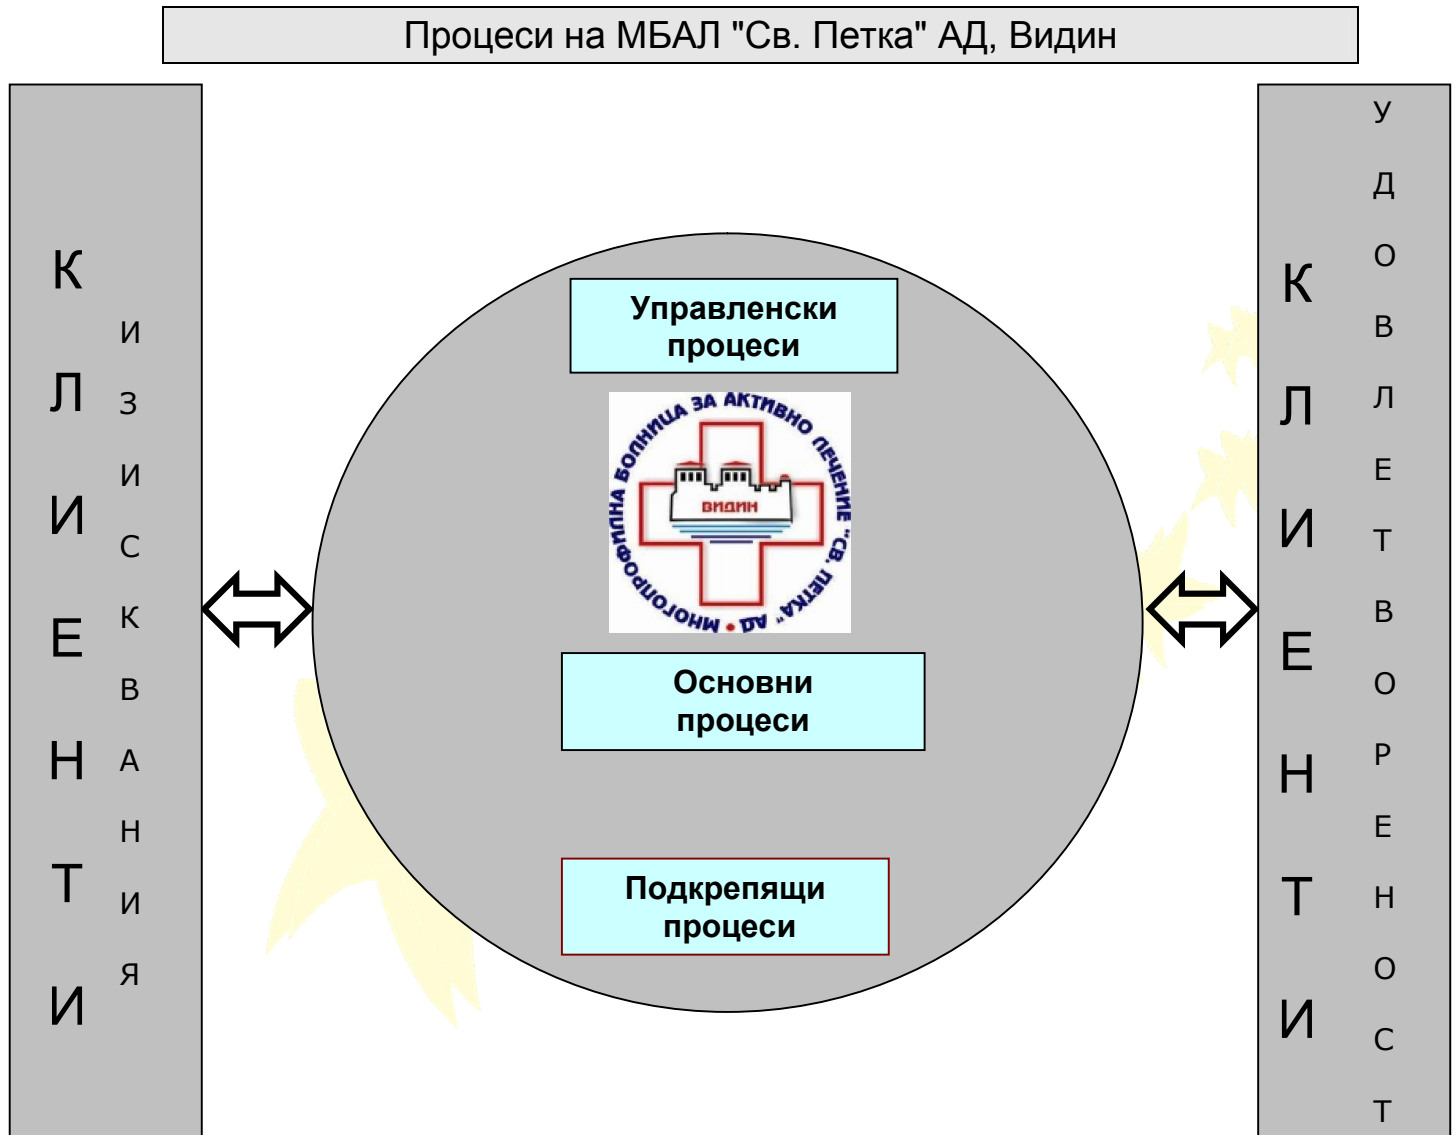 Процеси на МБАЛ "Св. Петка" АД, Видин
КЛИЕНТИ
ИЗИСКВАНИЯ
Управленски
процеси
МНОГОПРОФИЛНА БОЛНИЦА ЗА АКТИВНО ЛЕЧЕНИЕ "СВ. ПЕТКА" АД •
ВИДИН
Основни
процеси
Подкрепящи
процеси
КЛИЕНТИ
УДОВЛЕТВОРЕНОСТ